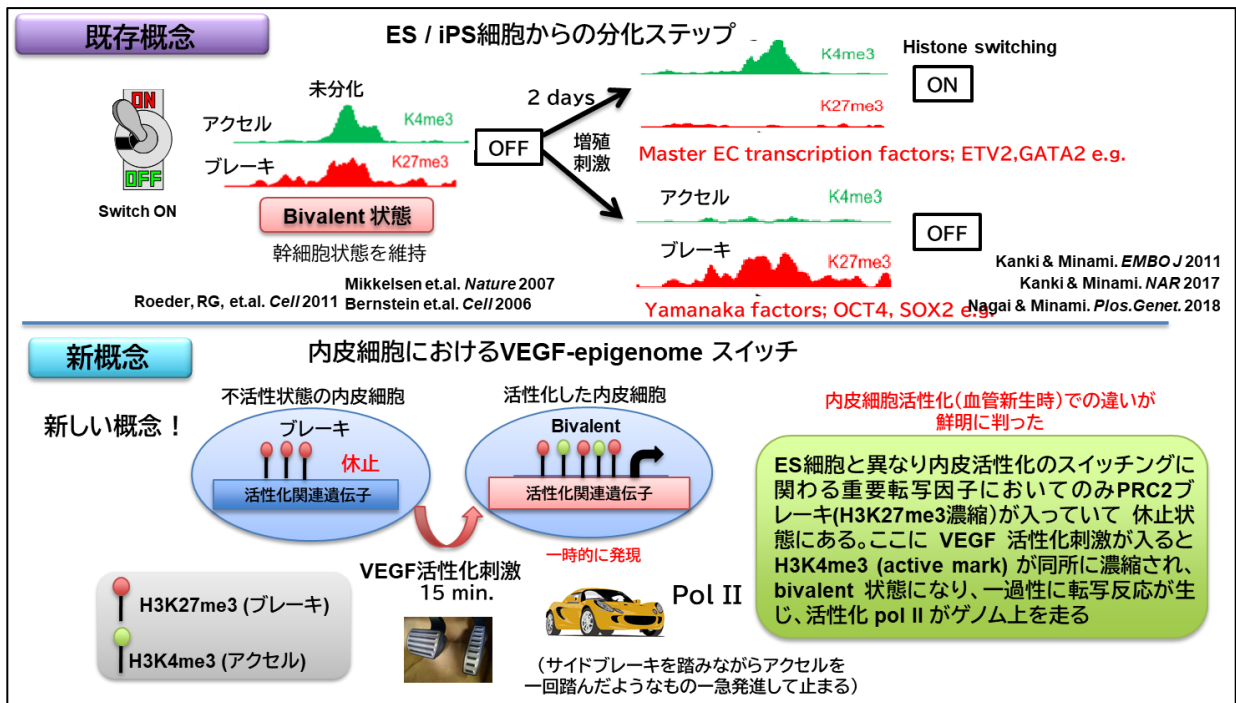 既存概念
ES / iPS細胞からの分化ステップ
ON
OFF
Switch ON
未分化
アクセル
K4me3
ブレーキ
K27me3
Bivalent 状態
幹細胞状態を維持
OFF
2 days
増殖
刺激
K4me3
K27me3
Histone switching
ON
Master EC transcription factors; ETV2,GATA2 e.g.
アクセル
K4me3
ブレーキ
K27me3
OFF
Yamanaka factors; OCT4, SOX2 e.g.
Roeder, RG, et.al. Cell 2011
Mikkelsen et.al. Nature 2007
Bernstein et.al. Cell 2006
Kanki & Minami. EMBO J 2011
Kanki & Minami. NAR 2017
Nagai & Minami. Plos.Genet. 2018
新概念
内皮細胞におけるVEGF-epigenome スイッチ
新しい概念！
不活性状態の内皮細胞
ブレーキ
休止
活性化関連遺伝子
活性化した内皮細胞
Bivalent
活性化関連遺伝子
一時的に発現
VEGF活性化刺激
15 min.
Pol II
H3K27me3 (ブレーキ)
H3K4me3 (アクセル)
（サイドブレーキを踏みながらアクセルを
一回踏んだようなもの一急発進して止まる）
内皮細胞活性化（血管新生時）での違いが
鮮明に判った
ES細胞と異なり内皮活性化のスイッチングに
関わる重要転写因子においてのみPRC2ブ
レーキ(H3K27me3濃縮）が入っていて 休止状
態にある。ここに VEGF 活性化刺激が入ると
H3K4me3 (active mark) が同所に濃縮され、
bivalent 状態になり、一過性に転写反応が生
じ、活性化 pol II がゲノム上を走る